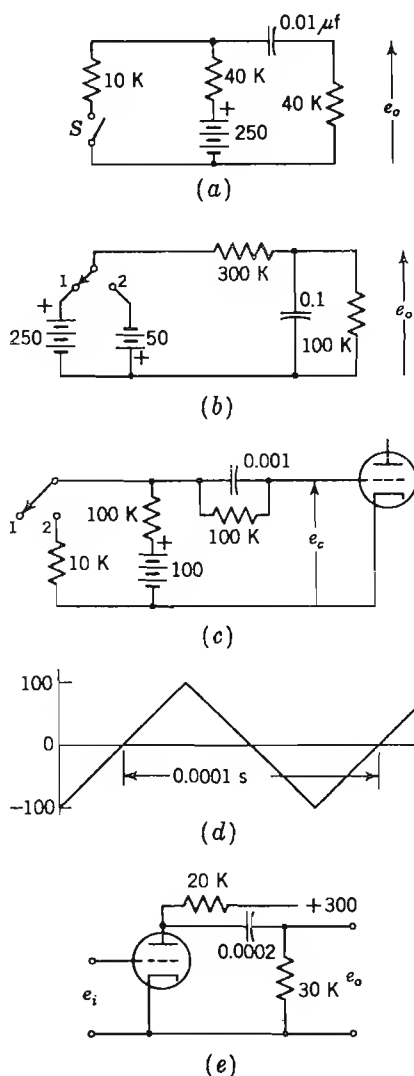 0.01 μf
10 K
40 K
40 K
S
+
250
e_o
(a)
1
2
300 K
+
250
50
+
0.1
100 K
e_o
(b)
0.001
1
2
100 K
100 K
+
10 K
100
e_c
(c)
100
0
0.0001 s
-100
(d)
20 K
+300
0.0002
e_i
30 K
e_o
(e)